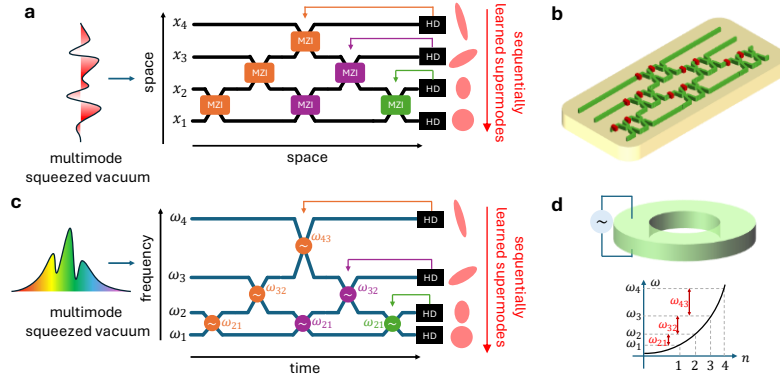 a
x₄
MZI
HD
x₃
MZI
MZI
HD
x₂
MZI
MZI
MZI
HD
x₁
HD
space
space
multimode
squeezed vacuum
sequentially
learned supermodes
b
c
ω₄
HD
~
ω₄₃
ω₃
HD
~
ω₃₂
~
ω₃₂
ω₂
HD
~
ω₂₁
~
ω₂₁
~
ω₂₁
ω₁
HD
frequency
time
multimode
squeezed vacuum
sequentially
learned supermodes
d
~
ω
ω₄
ω₄₃
ω₃
ω₃₂
ω₂
ω₂₁
ω₁
1 2 3 4 n